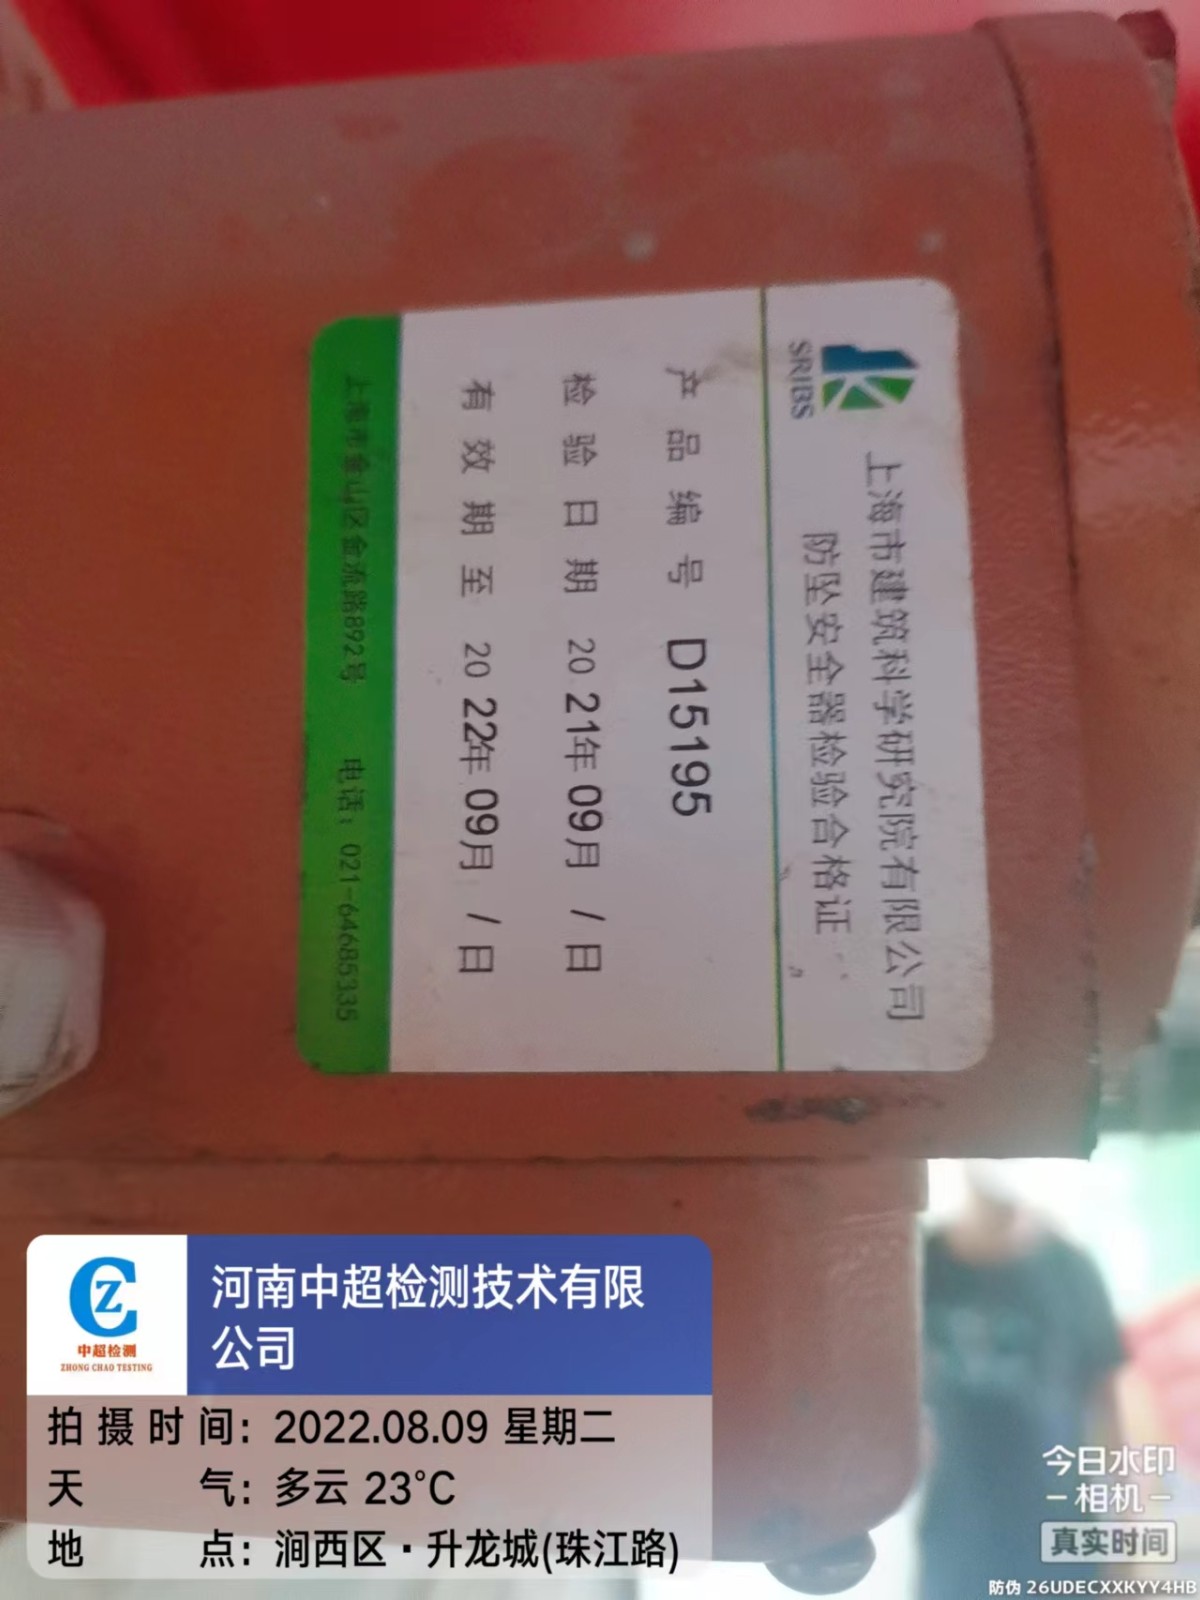 SRIBS
上海市建筑科学研究院有限公司
防坠安全器检验合格证
产品编号 D15195
检验日期 2021年09月 / 日
有效期至 2022年09月 / 日
上海市金山区金流路892号 电话：021-64685335
CZ
中超检测
ZHONG CHAO TESTING
河南中超检测技术有限
公司
拍摄时间：2022.08.09 星期二
天气：多云 23°C
地点：涧西区·升龙城(珠江路)
今日水印
相机
真实时间
防伪 26UDECXXKYY4HB